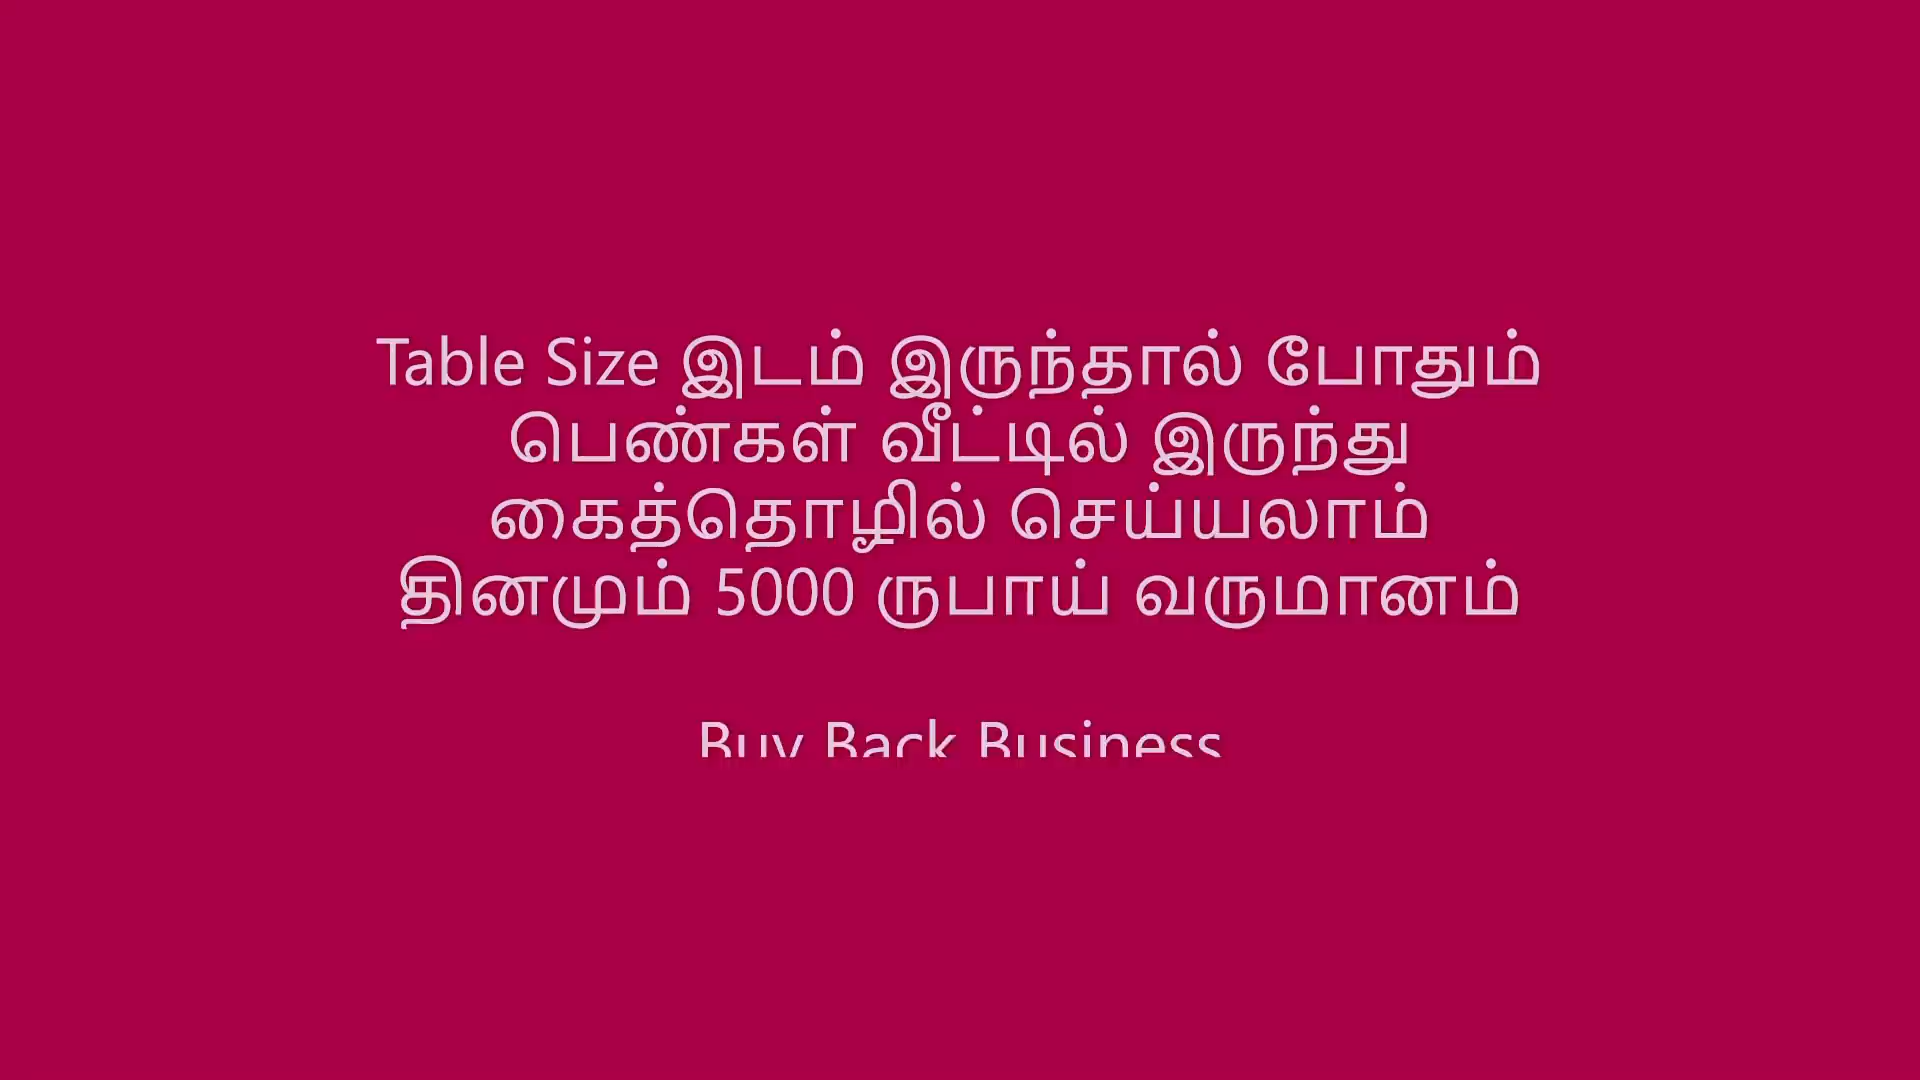 Table Size இடம் இருந்தால் போதும்
பெண்கள் வீட்டில் இருந்து
கைத்தொழில் செய்யலாம்
தினமும் 5000 ருபாய் வருமானம்
Buy Back Business